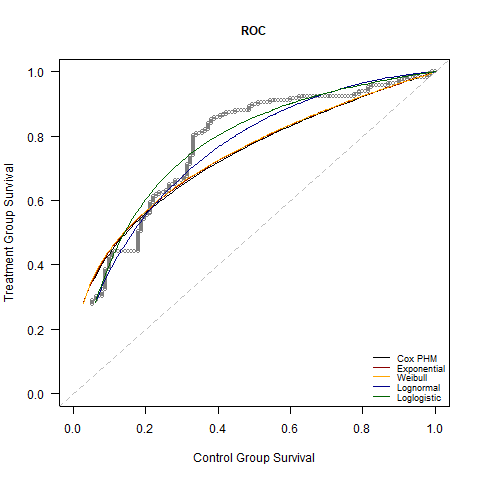 ROC
Treatment Group Survival
1.0
0.8
0.6
0.4
0.2
0.0
Cox PHM
Exponential
Weibull
Lognormal
Loglogistic
0.0 0.2 0.4 0.6 0.8 1.0
Control Group Survival